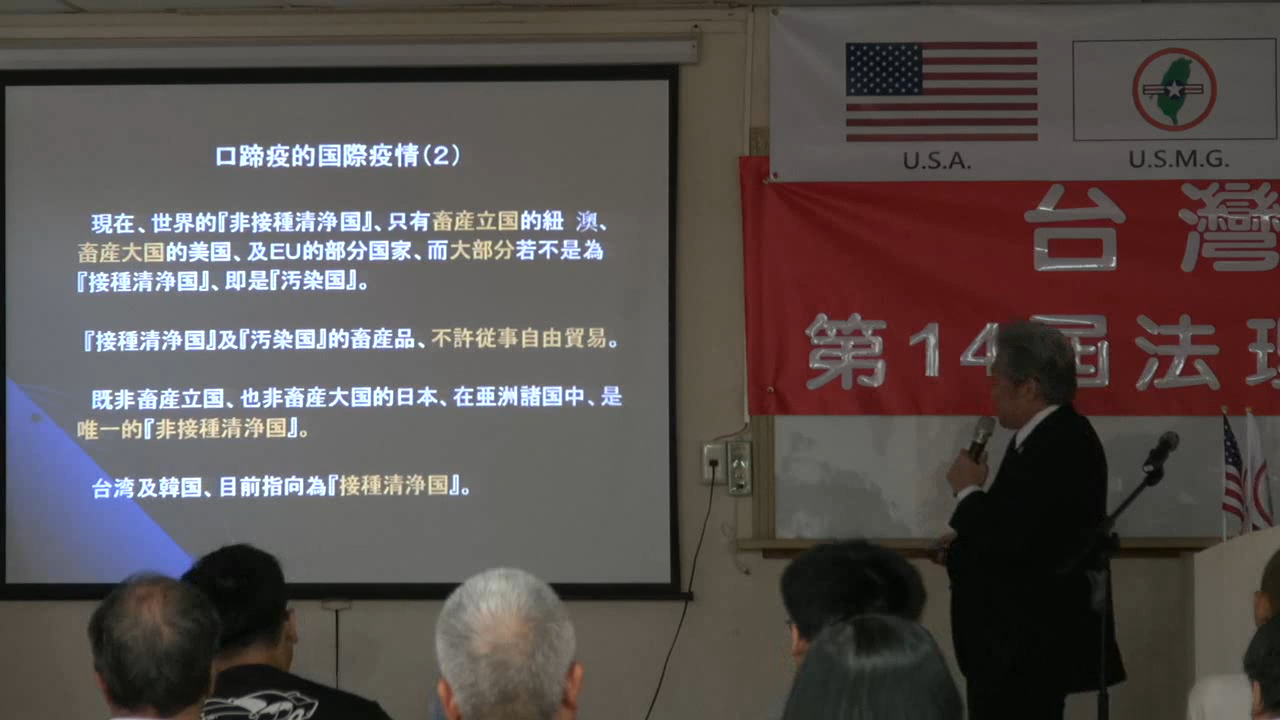 口蹄疫的国際疫情(2)
現在、世界的『非接種清浄国』、只有畜産立国的紐 澳、
畜産大国的美国、及EU的部分国家、而大部分若不是為
『接種清浄国』、即是『汚染国』。
『接種清浄国』及『汚染国』的畜産品、不許従事自由貿易。
既非畜産立国、也非畜産大国的日本、在亜洲諸国中、是
唯一的『非接種清浄国』。
台湾及韓国、目前指向為『接種清浄国』。
U.S.A.
U.S.M.G.
台灣
第14屆法理